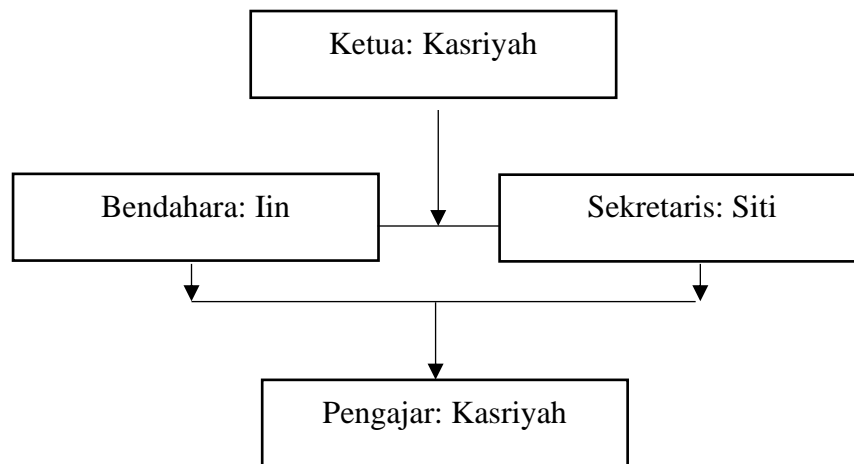 Ketua: Kasriyah
Bendahara: Iin
Sekretaris: Siti
Pengajar: Kasriyah